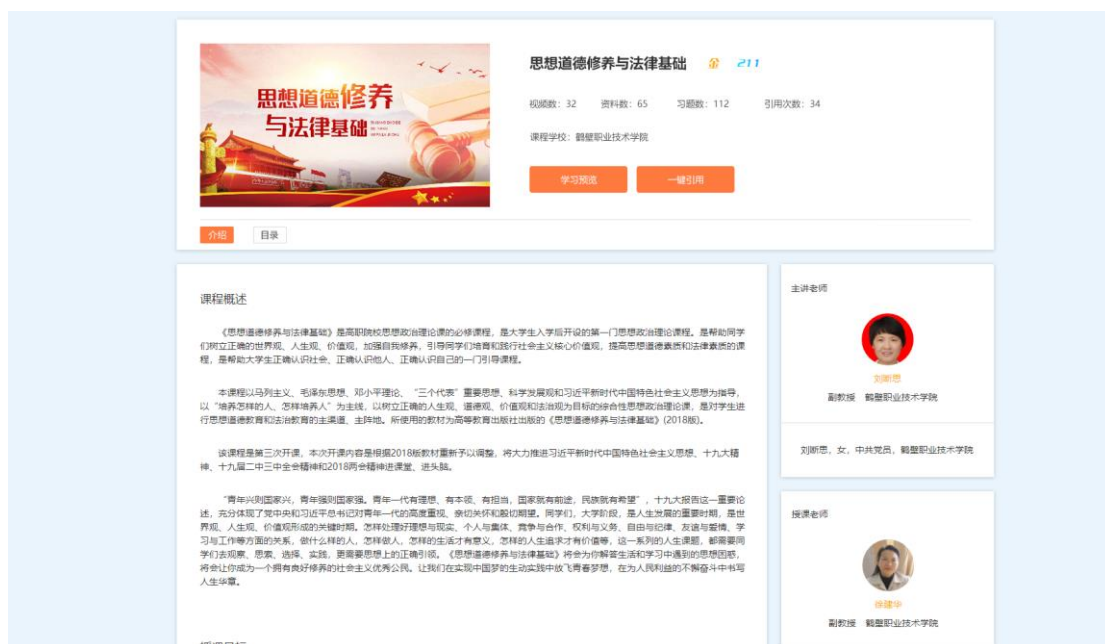 思想道德修养
与法律基础
思想道德修养与法律基础 211
视频数：32 资料数：65 习题数：112 引用次数：34
课程学校：鹤壁职业技术学院
学习预览 一键引用
介绍 目录
课程概述
《思想道德修养与法律基础》是高职院校思想政治理论课的必修课程，是大学生入学后开设的第一门思想政治理论课程。是帮助同学
们树立正确的世界观、人生观、价值观，加强自我修养，引导同学们培育和践行社会主义核心价值观，提高思想道德素质和法律素质的课
程，是帮助大学生正确认识社会、正确认识他人、正确认识自己的一门引导课程。
本课程以马列主义、毛泽东思想、邓小平理论、“三个代表”重要思想、科学发展观和习近平新时代中国特色社会主义思想为指导，
以“培养怎样的人、怎样培养人”为主线，以树立正确的人生观、道德观、价值观和法治观为目标的综合性思想政治理论课，是对学生进
行思想道德教育和法治教育的主渠道、主阵地。所使用的教材为高等教育出版社出版的《思想道德修养与法律基础》(2018版)。
该课程是第三次开课，本次开课内容是根据2018版教材重新予以调整，将大力推进习近平新时代中国特色社会主义思想、十九大精
神、十九届二中三中全会精神和2018两会精神进课堂、进头脑。
“青年兴则国家兴，青年强则国家强。青年一代有理想、有本领、有担当，国家就有前途，民族就有希望”，十九大报告这一重要论
述，充分体现了党中央和习近平总书记对青年一代的高度重视、亲切关怀和殷切期望。同学们，大学阶段，是人生发展的重要时期，是世
界观、人生观、价值观形成的关键时期。怎样处理好理想与现实、个人与集体、竞争与合作、权利与义务、自由与纪律、友谊与爱情、学
习与工作等方面的关系，做什么样的人，怎样做人，怎样的生活才有意义，怎样的人生追求才有价值等，这一系列的人生课题，都需要同
学们去观察、思索、选择、实践，更需要思想上的正确引领。《思想道德修养与法律基础》将会为你解答生活和学习中遇到的思想困惑，
将会让你成为一个拥有良好修养的社会主义优秀公民。让我们在实现中国梦的生动实践中放飞青春梦想，在为人民利益的不懈奋斗中书写
人生华章。
主讲老师
刘断思
副教授 鹤壁职业技术学院
刘断思，女，中共党员，鹤壁职业技术学院
授课老师
徐建华
副教授 鹤壁职业技术学院